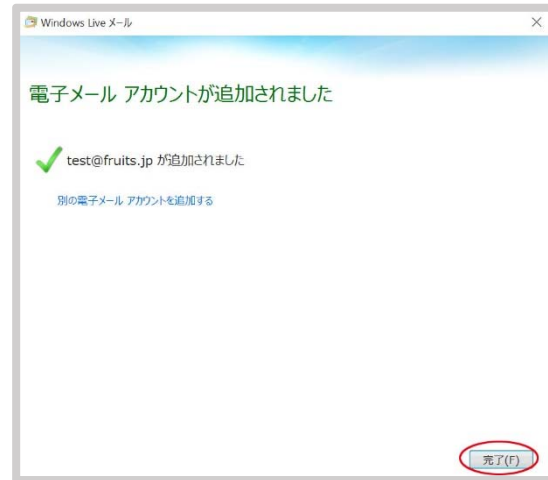 Windows Live メール
電子メール アカウントが追加されました
test@fruits.jp が追加されました
別の電子メール アカウントを追加する
完了(F)